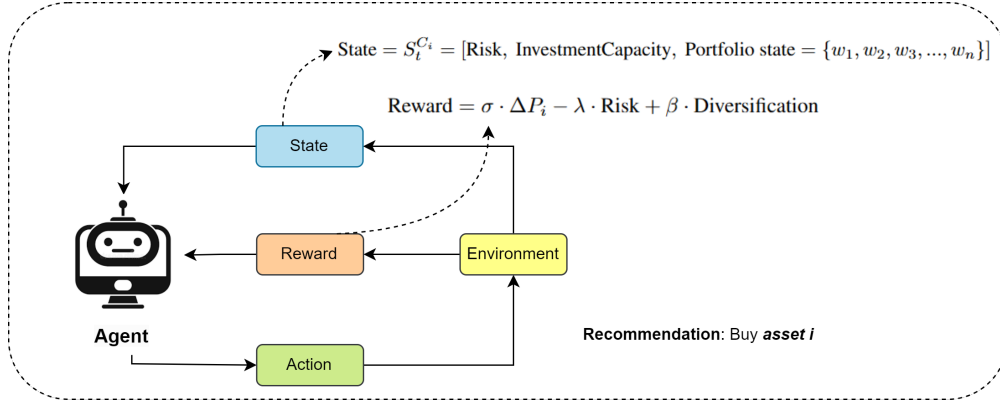 State = S_t^{C_i} = [Risk, InvestmentCapacity, Portfolio state = {w_1, w_2, w_3, ..., w_n}]
Reward = σ · ΔP_i − λ · Risk + β · Diversification
State
Reward
Environment
Agent
Recommendation: Buy asset i
Action